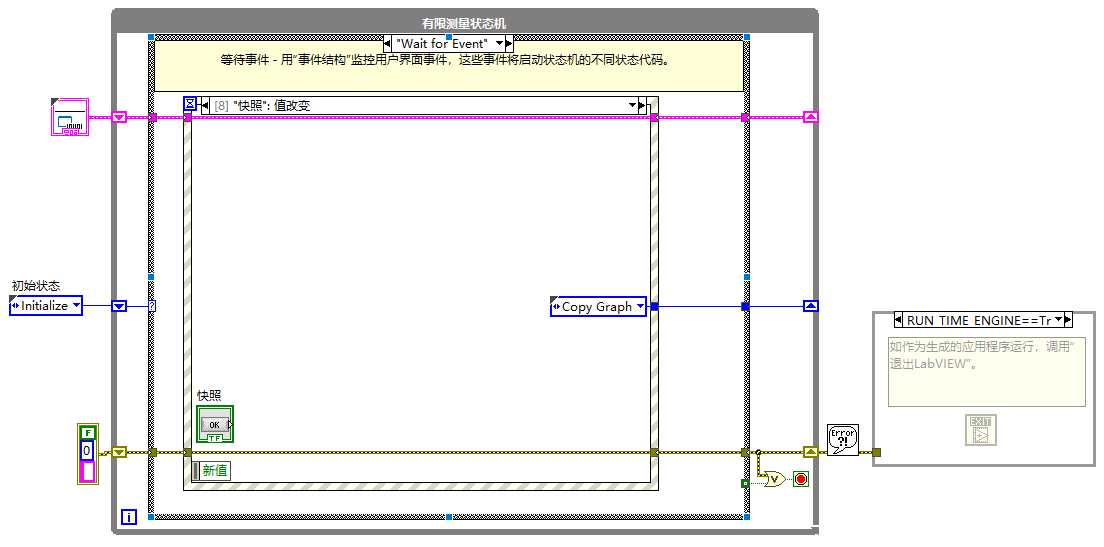 有限测量状态机
"Wait for Event"
等待事件 - 用"事件结构"监控用户界面事件，这些事件将启动状态机的不同状态代码。
[8] "快照": 值改变
初始状态
Initialize
Copy Graph
RUN_TIME_ENGINE==Tr
如作为生成的应用程序运行，调用"
退出LabVIEW"。
快照
OK
TF
EXIT
F
0
Error
?!
新值
V
i